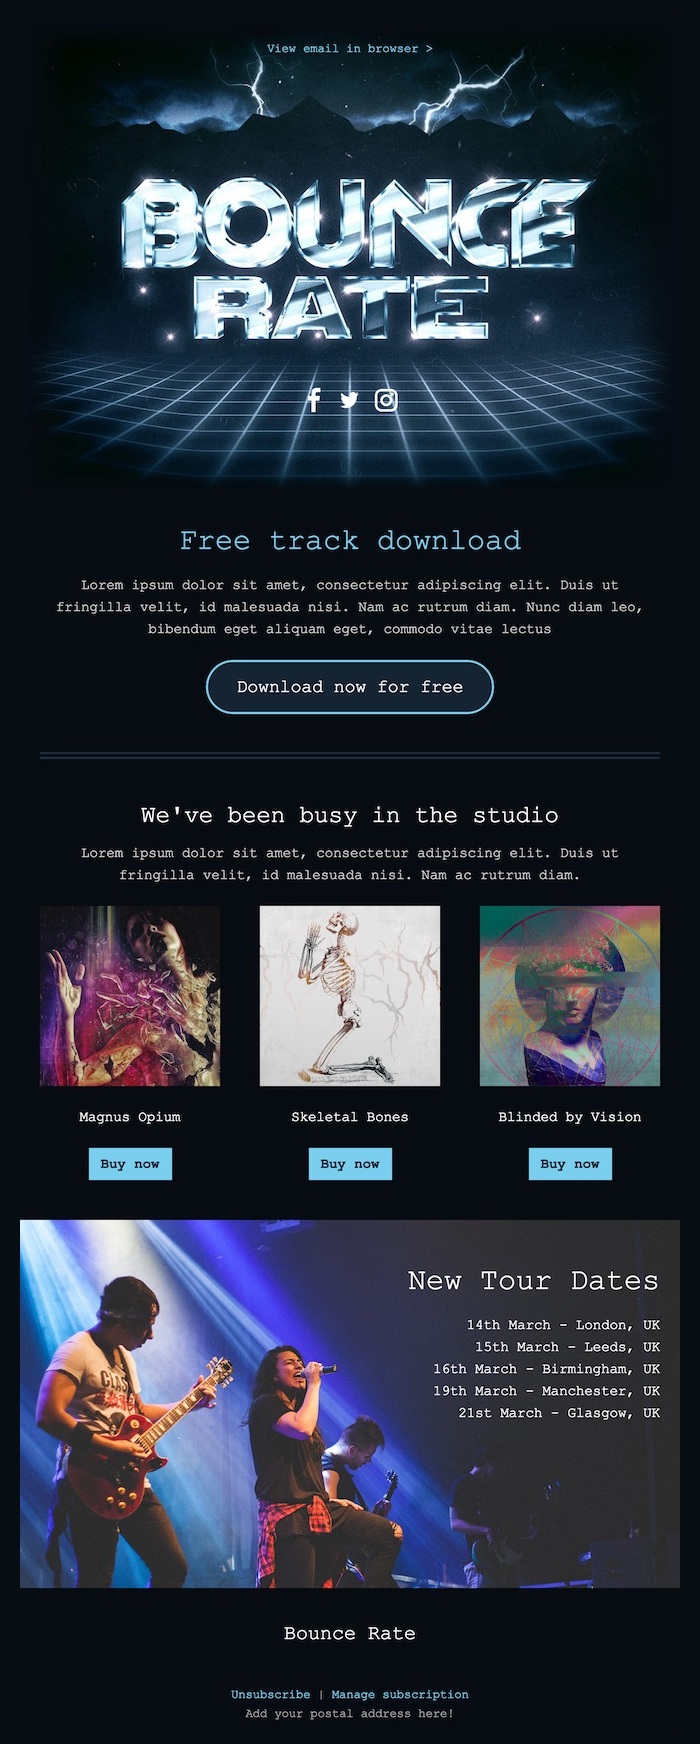 View email in browser >
BOUNCE
RATE
Free track download
Lorem ipsum dolor sit amet, consectetur adipiscing elit. Duis ut
fringilla velit, id malesuada nisi. Nam ac rutrum diam. Nunc diam leo,
bibendum eget aliquam eget, commodo vitae lectus
Download now for free
We've been busy in the studio
Lorem ipsum dolor sit amet, consectetur adipiscing elit. Duis ut
fringilla velit, id malesuada nisi. Nam ac rutrum diam.
Magnus Opium
Skeletal Bones
Blinded by Vision
Buy now
Buy now
Buy now
New Tour Dates
14th March - London, UK
15th March - Leeds, UK
16th March - Birmingham, UK
19th March - Manchester, UK
21st March - Glasgow, UK
Bounce Rate
Unsubscribe | Manage subscription
Add your postal address here!